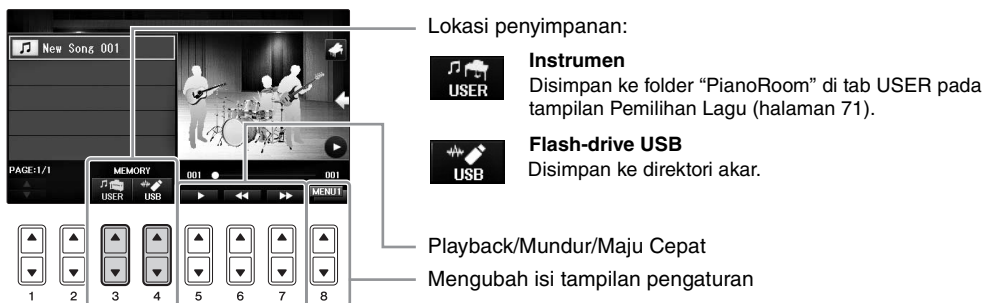 New Song 001
PAGE:1/1
MEMORY
USER
USB
001
001
MENU1
1
2
3
4
5
6
7
8
Lokasi penyimpanan:
USER
Instrumen
Disimpan ke folder “PianoRoom” di tab USER pada
tampilan Pemilihan Lagu (halaman 71).
USB
Flash-drive USB
Disimpan ke direktori akar.
Playback/Mundur/Maju Cepat
Mengubah isi tampilan pengaturan